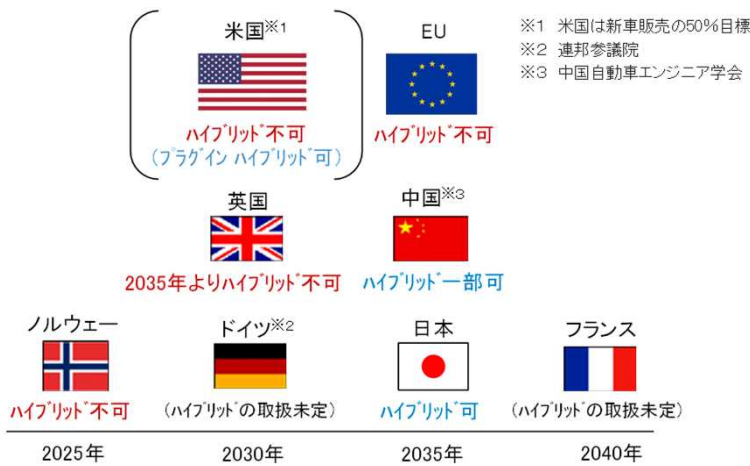 米国※1
EU
※1 米国は新車販売の50%目標
※2 連邦参議院
※3 中国自動車エンジニア学会
ハイブリッド不可
(プラグイン ハイブリッド可)
ハイブリッド不可
英国
中国※3
2035年よりハイブリッド不可
ハイブリッド一部可
ノルウェー
ドイツ※2
日本
フランス
ハイブリッド不可
(ハイブリッドの取扱未定)
ハイブリッド可
(ハイブリッドの取扱未定)
2025年
2030年
2035年
2040年